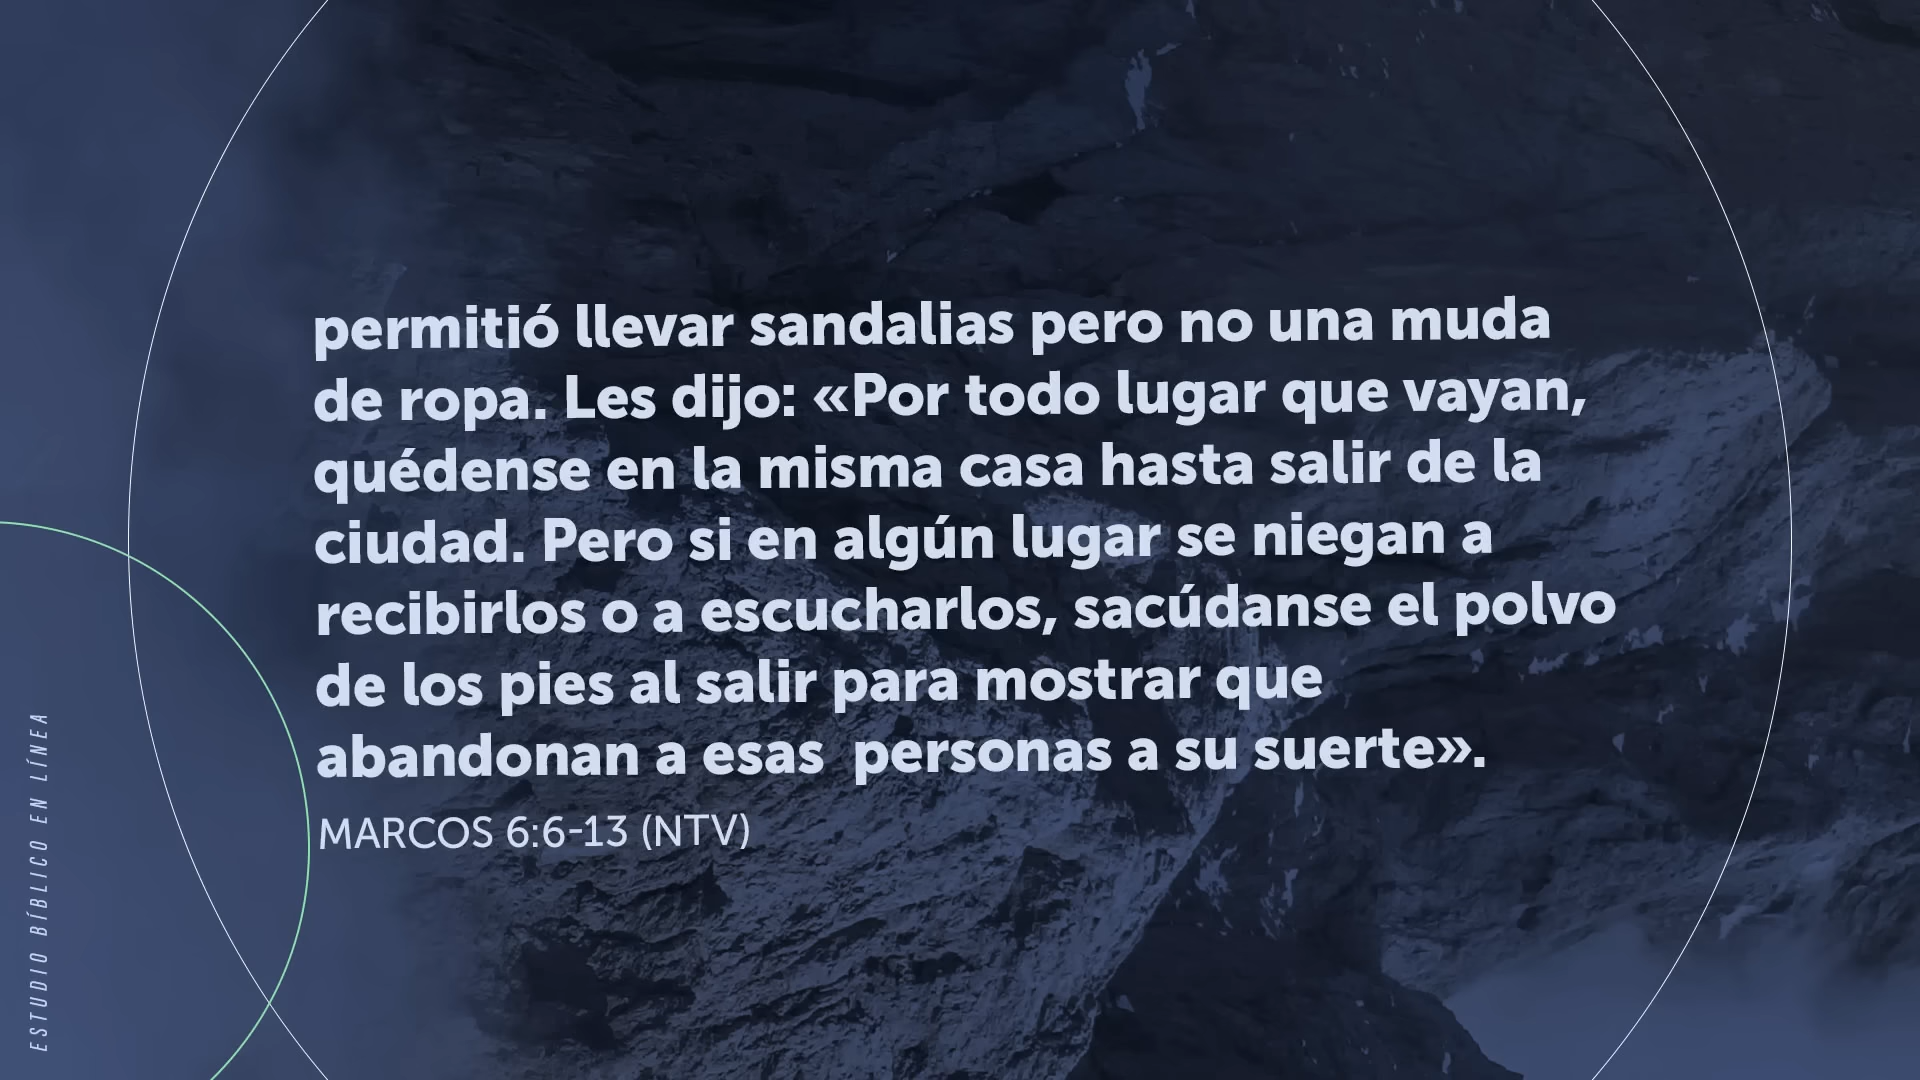 permitió llevar sandalias pero no una muda
de ropa. Les dijo: «Por todo lugar que vayan,
quédense en la misma casa hasta salir de la
ciudad. Pero si en algún lugar se niegan a
recibirlos o a escucharlos, sacúdanse el polvo
de los pies al salir para mostrar que
abandonan a esas  personas a su suerte».
MARCOS 6:6-13 (NTV)
ESTUDIO BÍBLICO EN LÍNEA